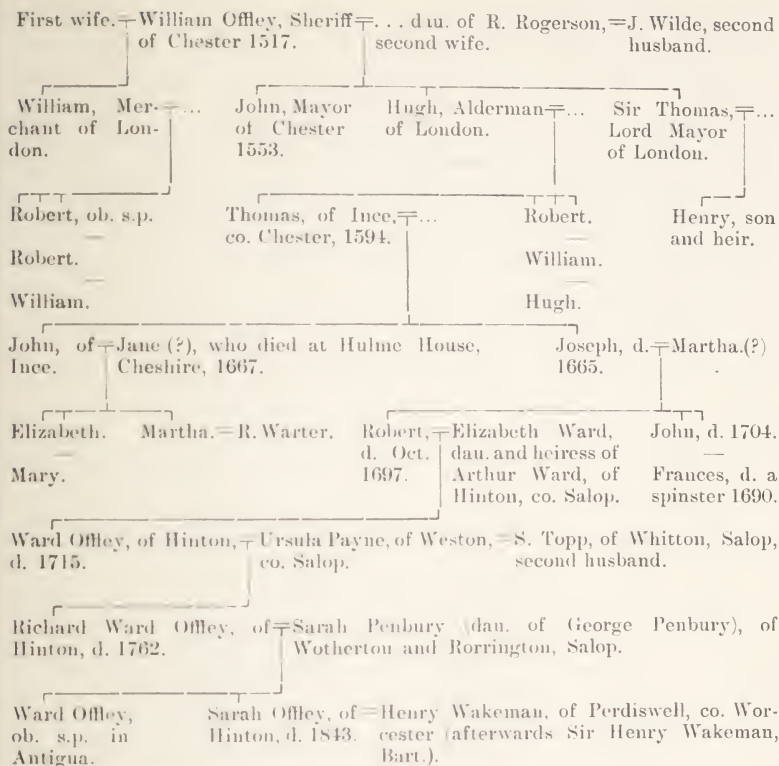 First wife.=William Offley, Sheriff=. . . dau. of R. Rogerson,=J. Wilde, second
of Chester 1517. second wife. husband.
William, Mer-=... John, Mayor Hugh, Alderman=... Sir Thomas,=...
chant of Lon- of Chester of London. Lord Mayor
don. 1553. of London.
Robert, ob. s.p. Thomas, of Ince,=... Robert. Henry, son
co. Chester, 1594. and heir.
Robert. William.
William. Hugh.
John, of=Jane (?), who died at Hulme House, Joseph, d.=Martha.(?)
Ince. Cheshire, 1667. 1665.
Elizabeth. Martha.=R. Warter. Robert,=Elizabeth Ward, John, d. 1704.
d. Oct. dau. and heiress of
Mary. 1697. Arthur Ward, of Frances, d. a
Hinton, co. Salop. spinster 1690.
Ward Offley, of Hinton,=Ursula Payne, of Weston,=S. Topp, of Whitton, Salop,
d. 1715. co. Salop. second husband.
Richard Ward Offley, of=Sarah Penbury (dau. of George Penbury), of
Hinton, d. 1762. Wotherton and Rorrington, Salop.
Ward Offley, Sarah Offley, of=Henry Wakeman, of Perdiswell, co. Wor-
ob. s.p. in Hinton, d. 1843. cester (afterwards Sir Henry Wakeman,
Antigua. Bart.).